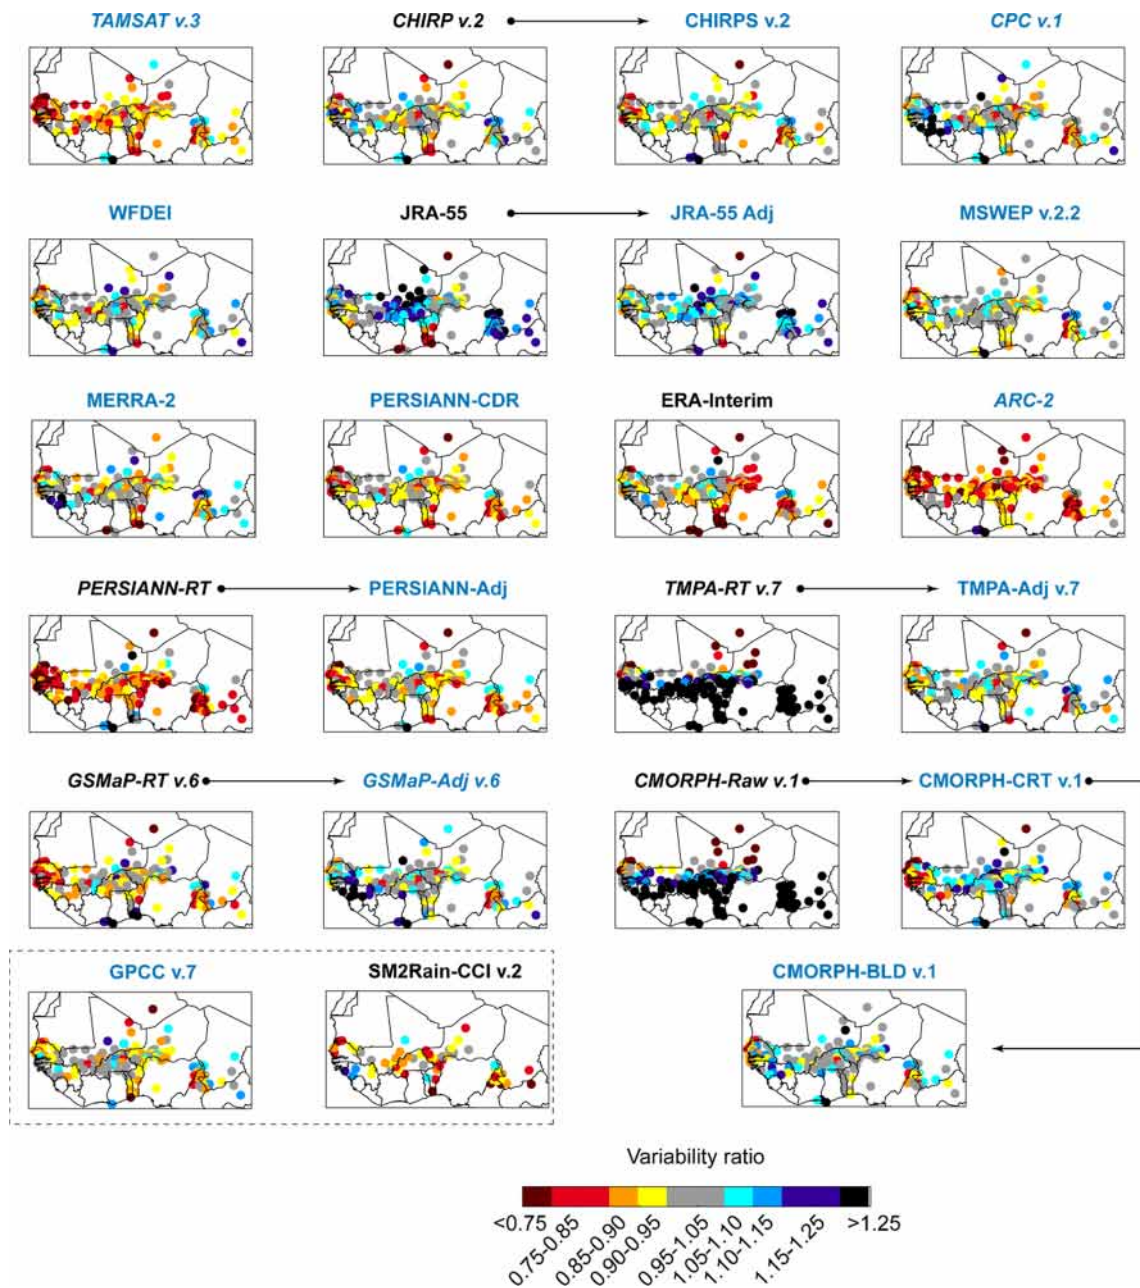 TAMSAT v.3 CHIRP v.2 CHIRPS v.2 CPC v.1
WFDEI JRA-55 JRA-55 Adj MSWEP v.2.2
MERRA-2 PERSIANN-CDR ERA-Interim ARC-2
PERSIANN-RT PERSIANN-Adj TMPA-RT v.7 TMPA-Adj v.7
GSMaP-RT v.6 GSMaP-Adj v.6 CMORPH-Raw v.1 CMORPH-CRT v.1
GPCC v.7 SM2Rain-CCI v.2 CMORPH-BLD v.1
Variability ratio
<0.75 0.75-0.85 0.85-0.90 0.90-0.95 0.95-1.05 1.05-1.10 1.10-1.15 1.15-1.25 >1.25